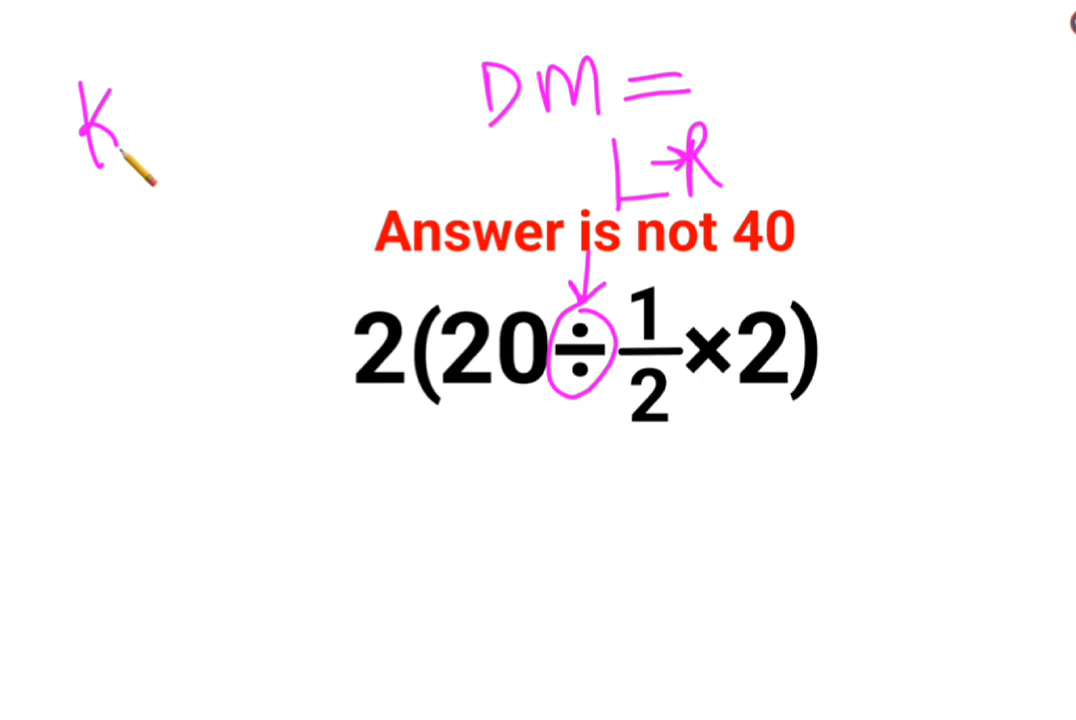 K
DM =
L→R
Answer is not 40
2(20÷1/2×2)